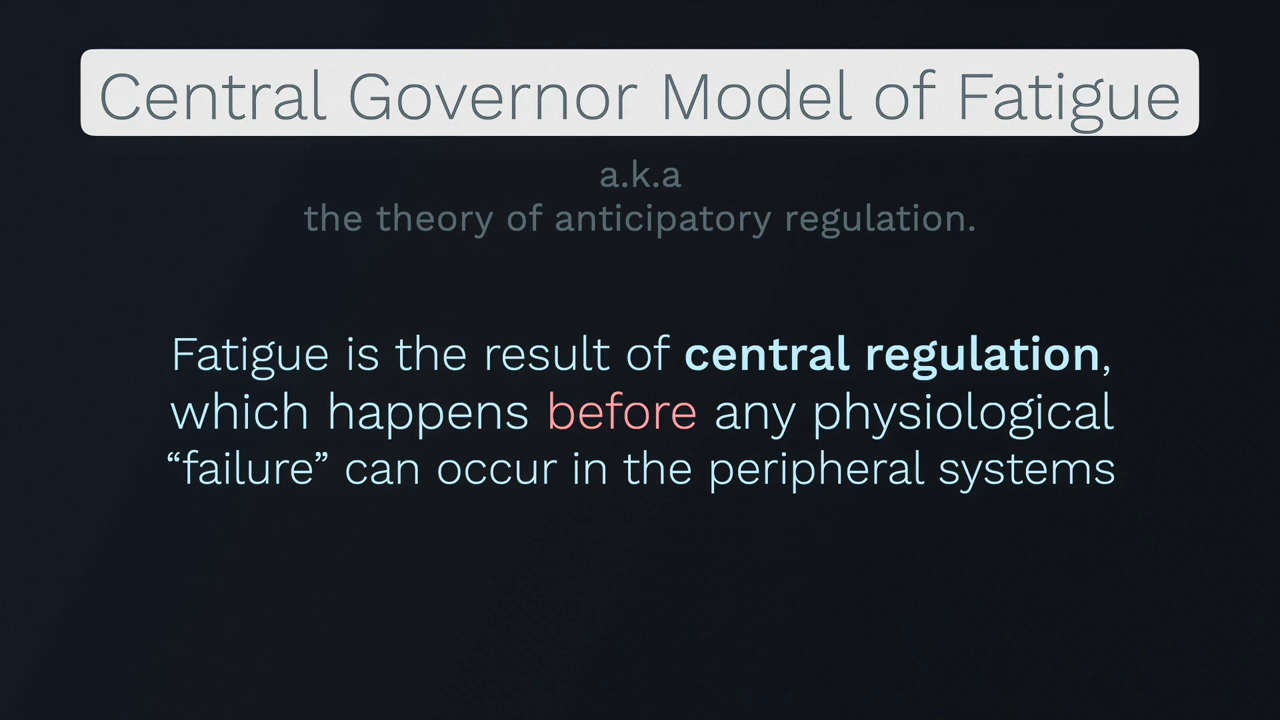 Central Governor Model of Fatigue
a.k.a
the theory of anticipatory regulation.
Fatigue is the result of central regulation,
which happens before any physiological
“failure” can occur in the peripheral systems